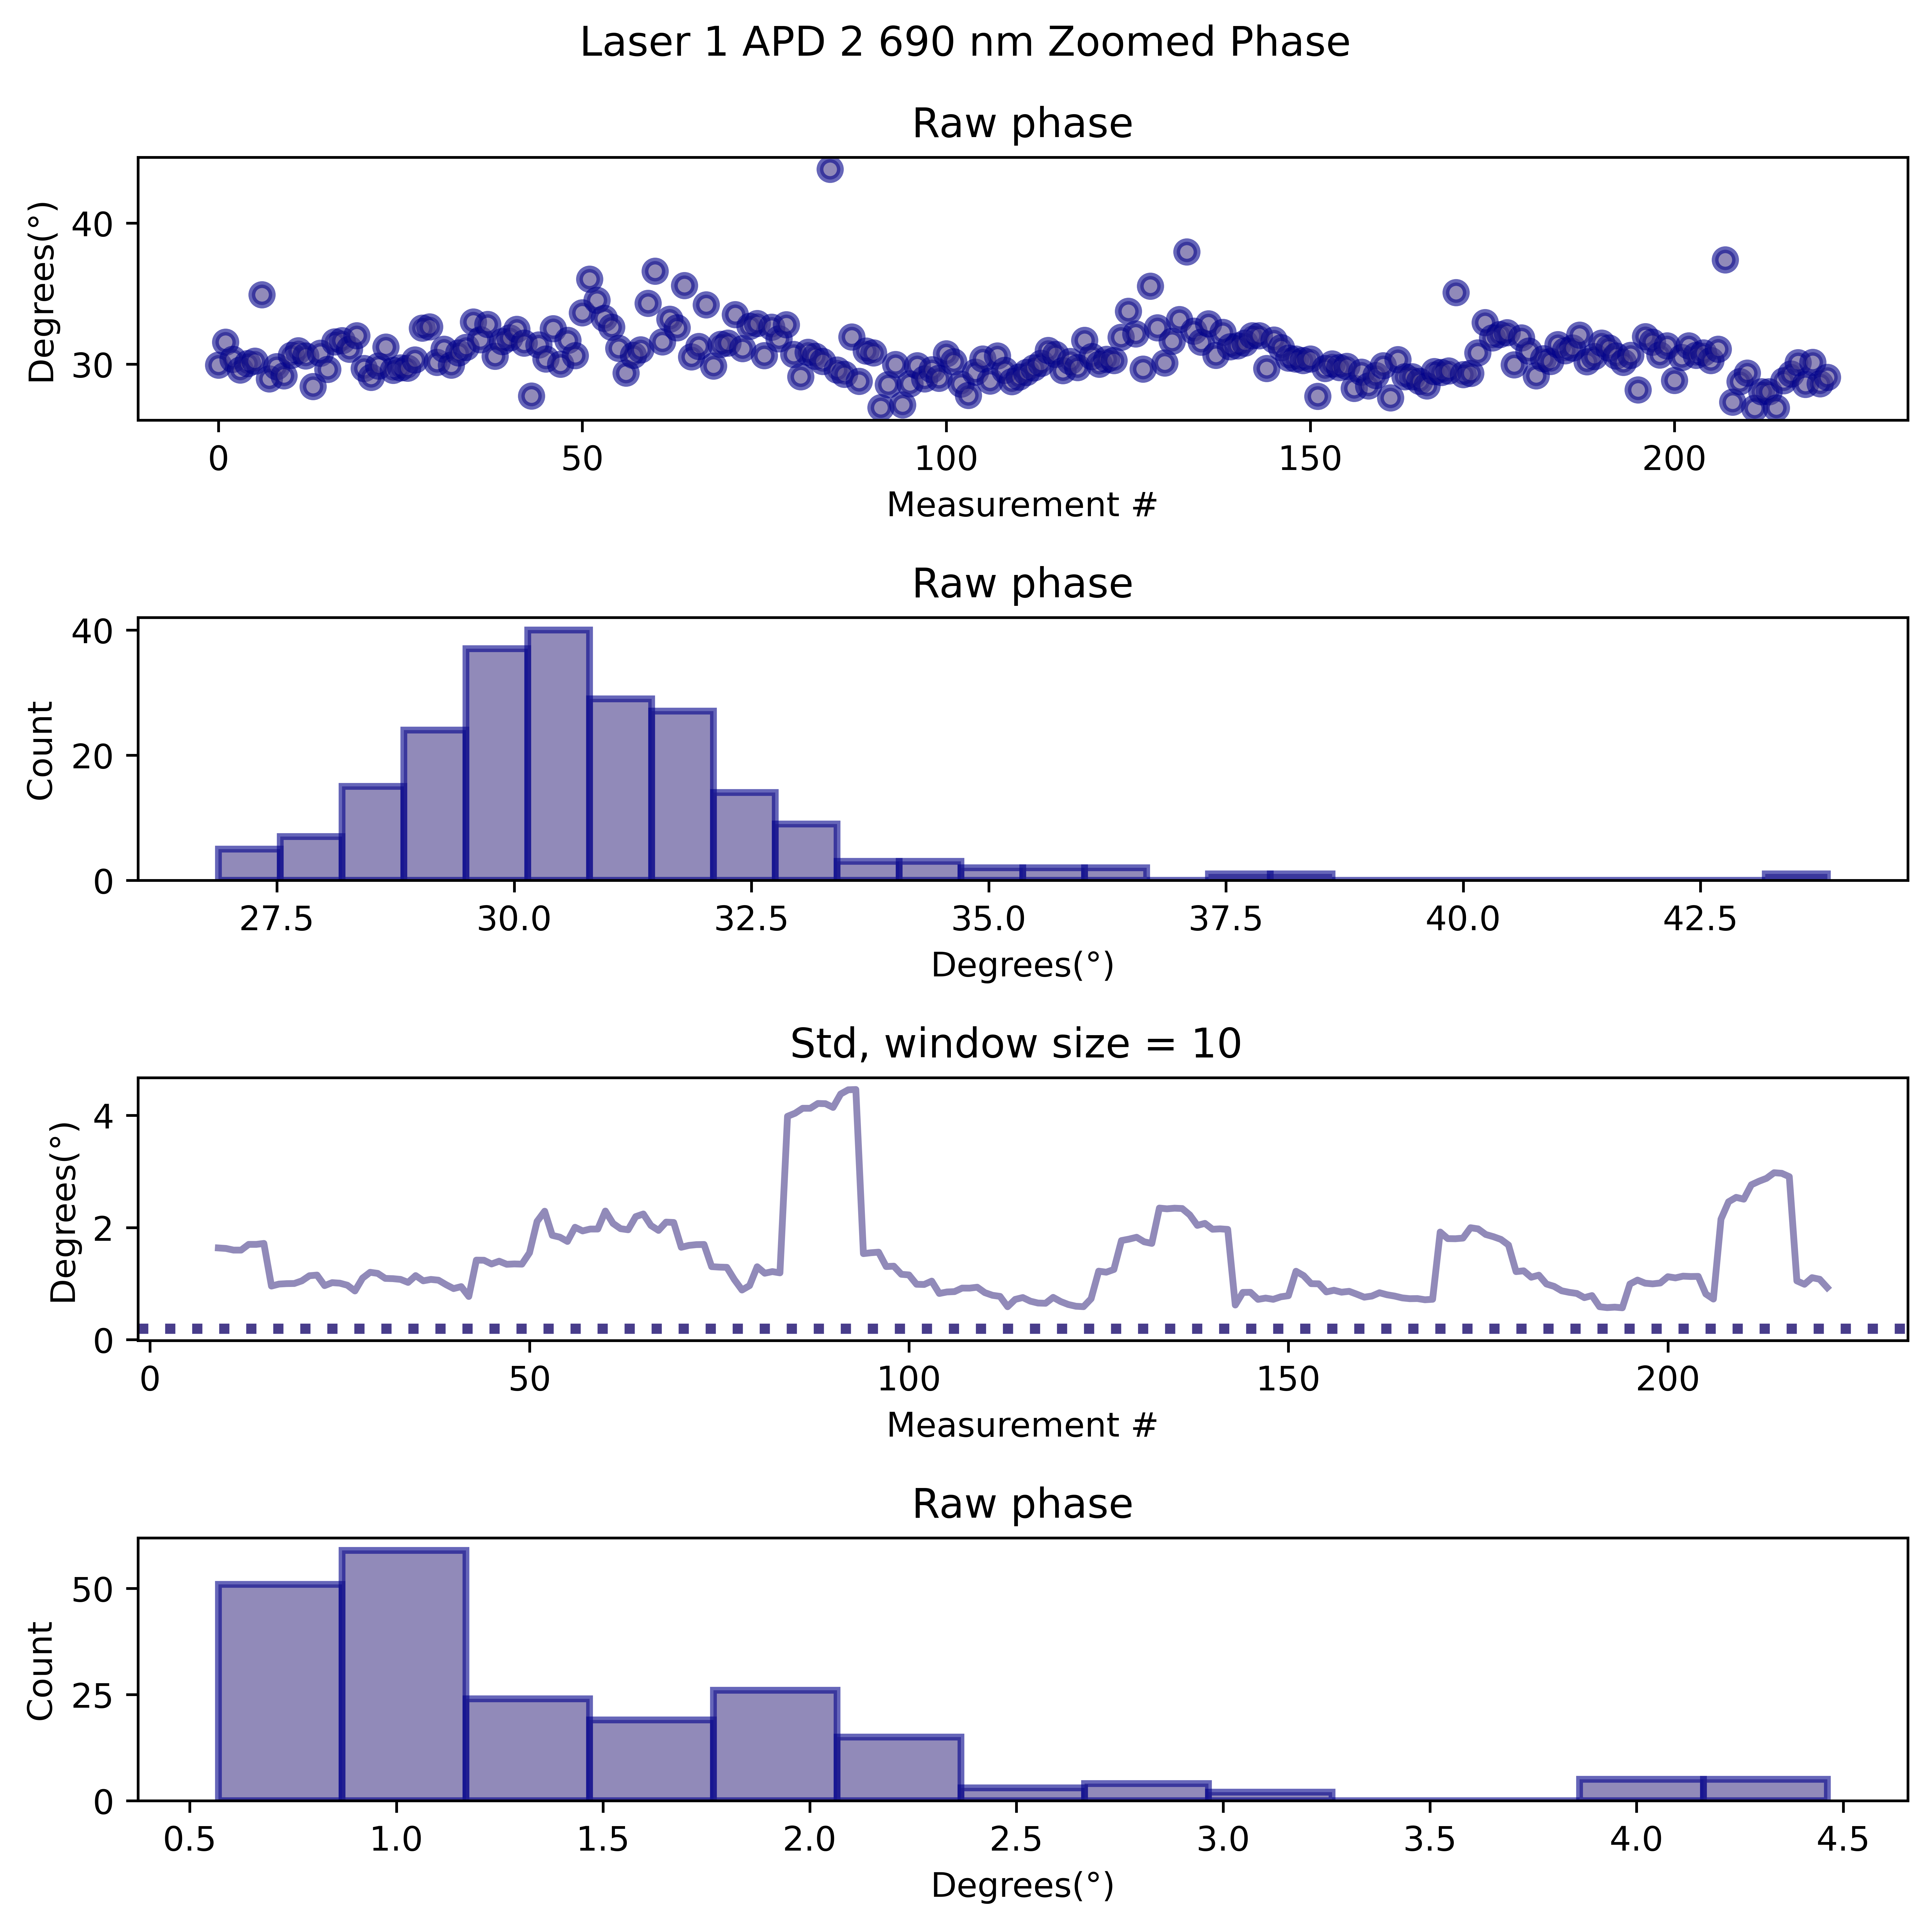 Laser 1 APD 2 690 nm Zoomed Phase
Raw phase
Degrees(°)
40
30
0 50 100 150 200
Measurement #
Raw phase
Count
40
20
0
27.5 30.0 32.5 35.0 37.5 40.0 42.5
Degrees(°)
Std, window size = 10
Degrees(°)
4
2
0
0 50 100 150 200
Measurement #
Raw phase
Count
50
25
0
0.5 1.0 1.5 2.0 2.5 3.0 3.5 4.0 4.5
Degrees(°)